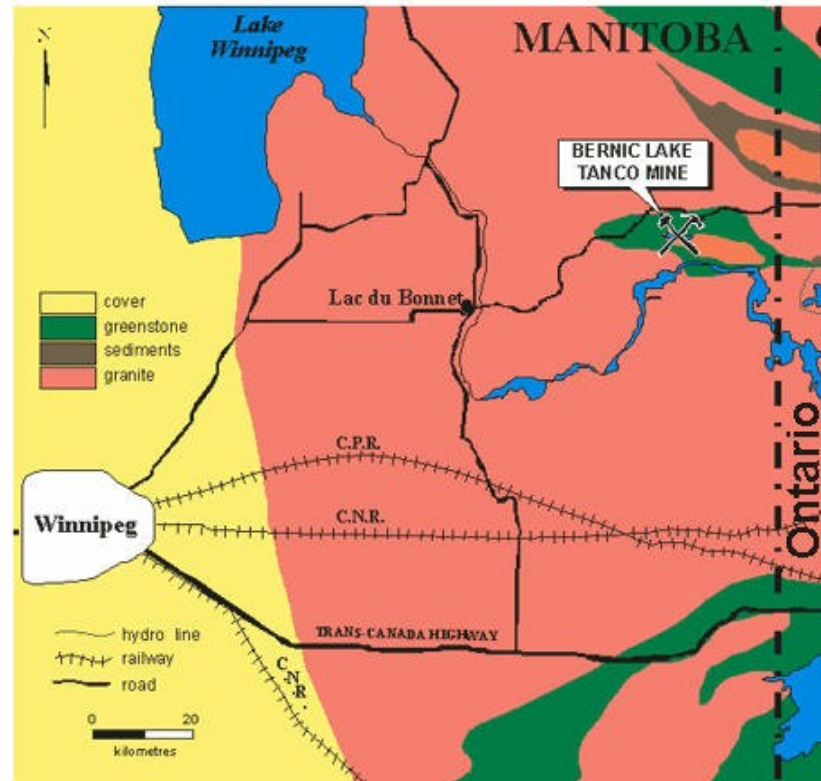 N
Lake
Winnipeg
MANITOBA
BERNIC LAKE
TANCO MINE
Lac du Bonnet
cover
greenstone
sediments
granite
C.P.R.
C.N.R.
Winnipeg
Ontario
hydro line
railway
road
TRANS-CANADA HIGHWAY
C.N.R.
0 20
kilometres